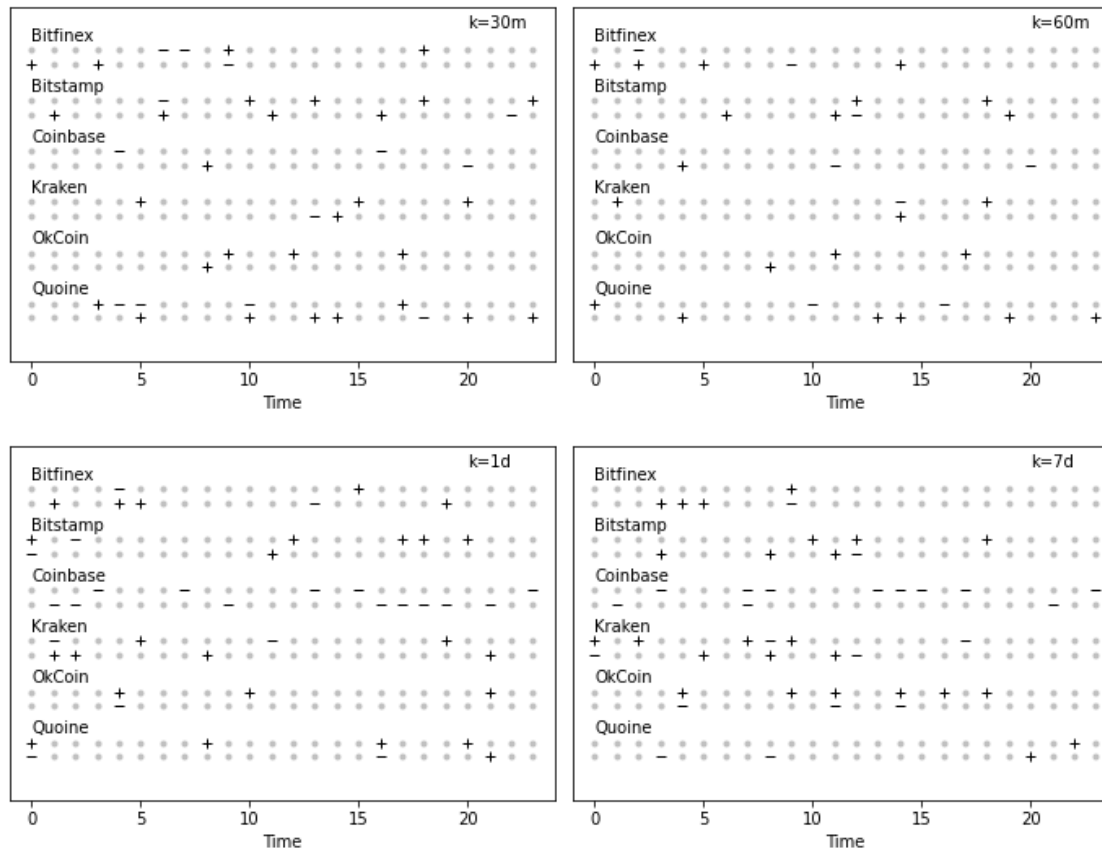 k=30m
Bitfinex
Bitstamp
Coinbase
Kraken
OkCoin
Quoine
0 5 10 15 20
Time
k=60m
Bitfinex
Bitstamp
Coinbase
Kraken
OkCoin
Quoine
0 5 10 15 20
Time
k=1d
Bitfinex
Bitstamp
Coinbase
Kraken
OkCoin
Quoine
0 5 10 15 20
Time
k=7d
Bitfinex
Bitstamp
Coinbase
Kraken
OkCoin
Quoine
0 5 10 15 20
Time